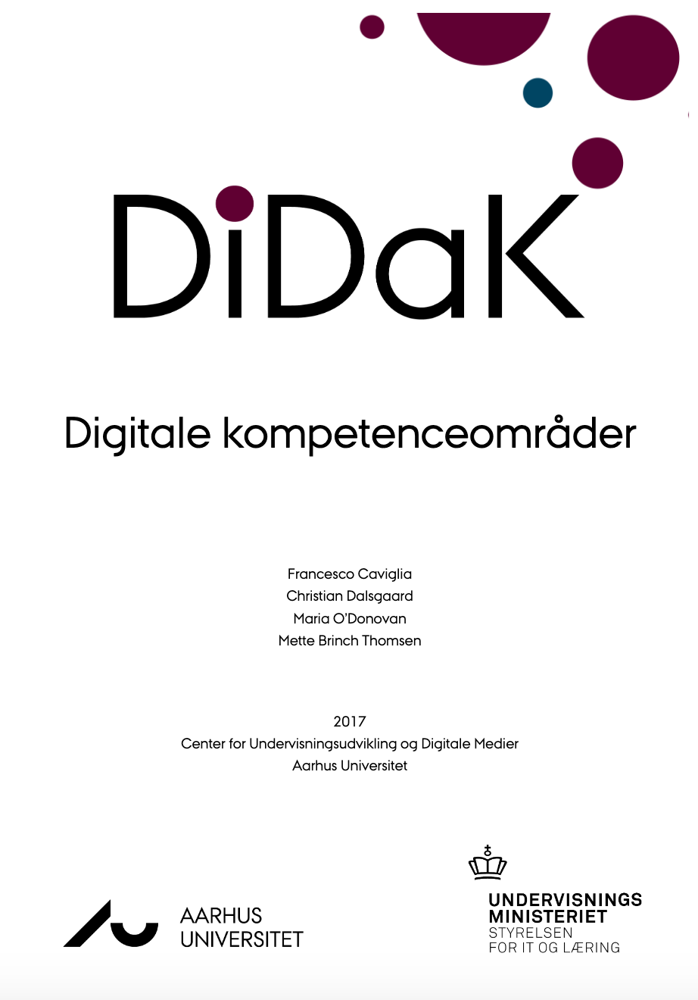 DiDaK
Digitale kompetenceområder
Francesco Caviglia
Christian Dalsgaard
Maria O'Donovan
Mette Brinch Thomsen
2017
Center for Undervisningsudvikling og Digitale Medier
Aarhus Universitet
AARHUS
UNIVERSITET
UNDERVISNINGS
MINISTERIET
STYRELSEN
FOR IT OG LÆRING